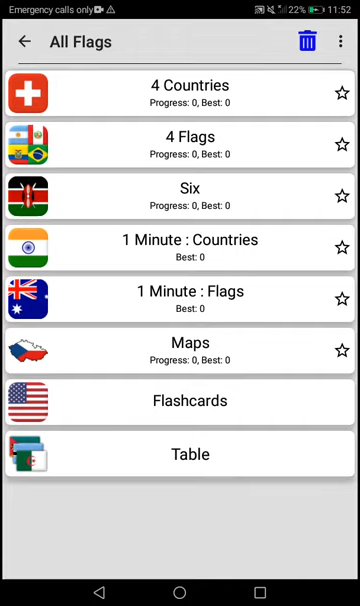 Emergency calls only 22% 11:52
All Flags
4 Countries
Progress: 0, Best: 0
4 Flags
Progress: 0, Best: 0
Six
Progress: 0, Best: 0
1 Minute : Countries
Best: 0
1 Minute : Flags
Best: 0
Maps
Progress: 0, Best: 0
Flashcards
Table